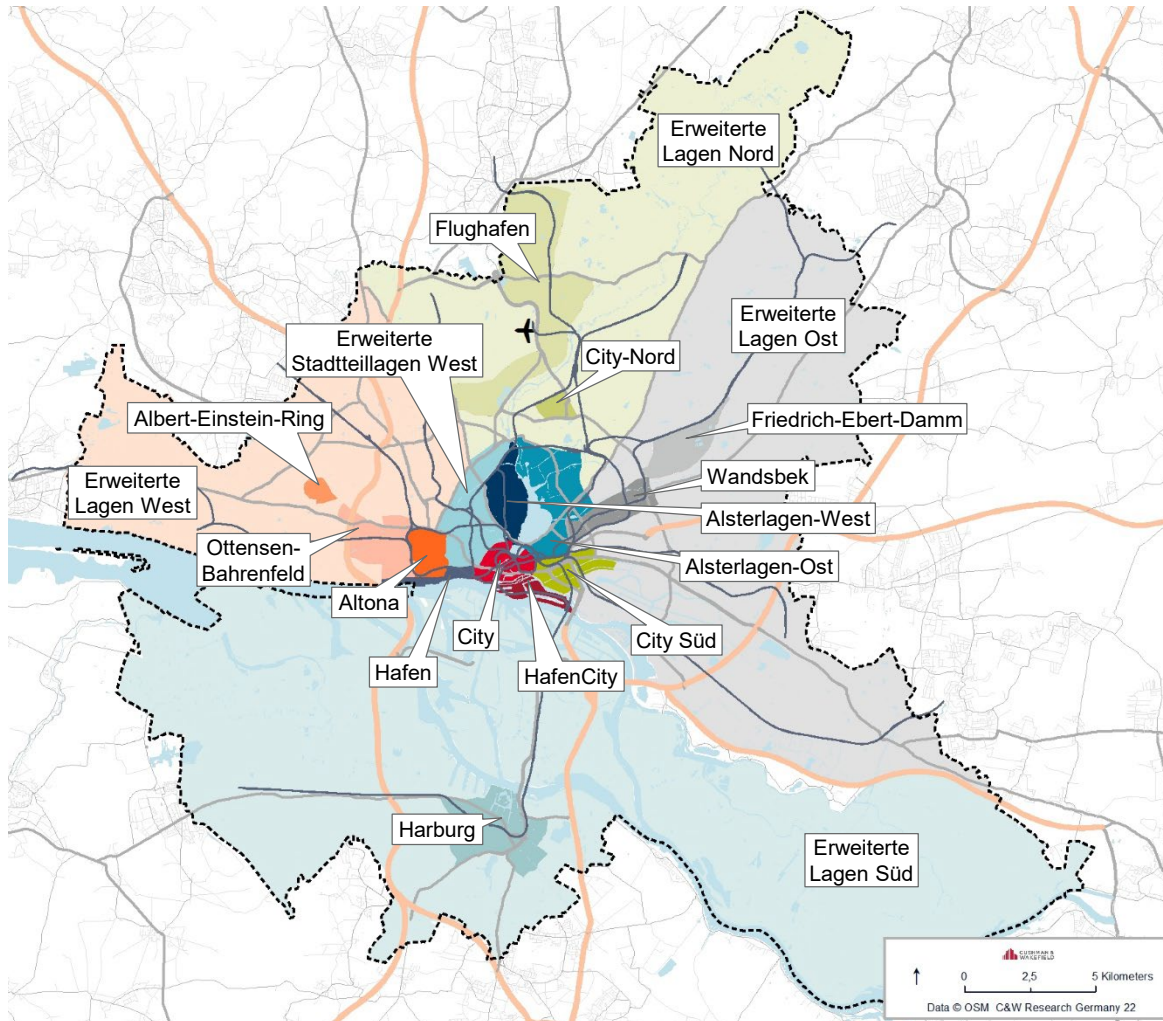 Erweiterte
Lagen Nord
Flughafen
Erweiterte
Lagen Ost
Erweiterte
Stadtteillagen West
City-Nord
Albert-Einstein-Ring
Friedrich-Ebert-Damm
Erweiterte
Lagen West
Wandsbek
Alsterlagen-West
Ottensen-
Bahrenfeld
Alsterlagen-Ost
Altona
City
City Süd
Hafen
HafenCity
Harburg
Erweiterte
Lagen Süd
CUSHMAN &
WAKEFIELD
0 2,5 5 Kilometers
Data © OSM C&W Research Germany 22